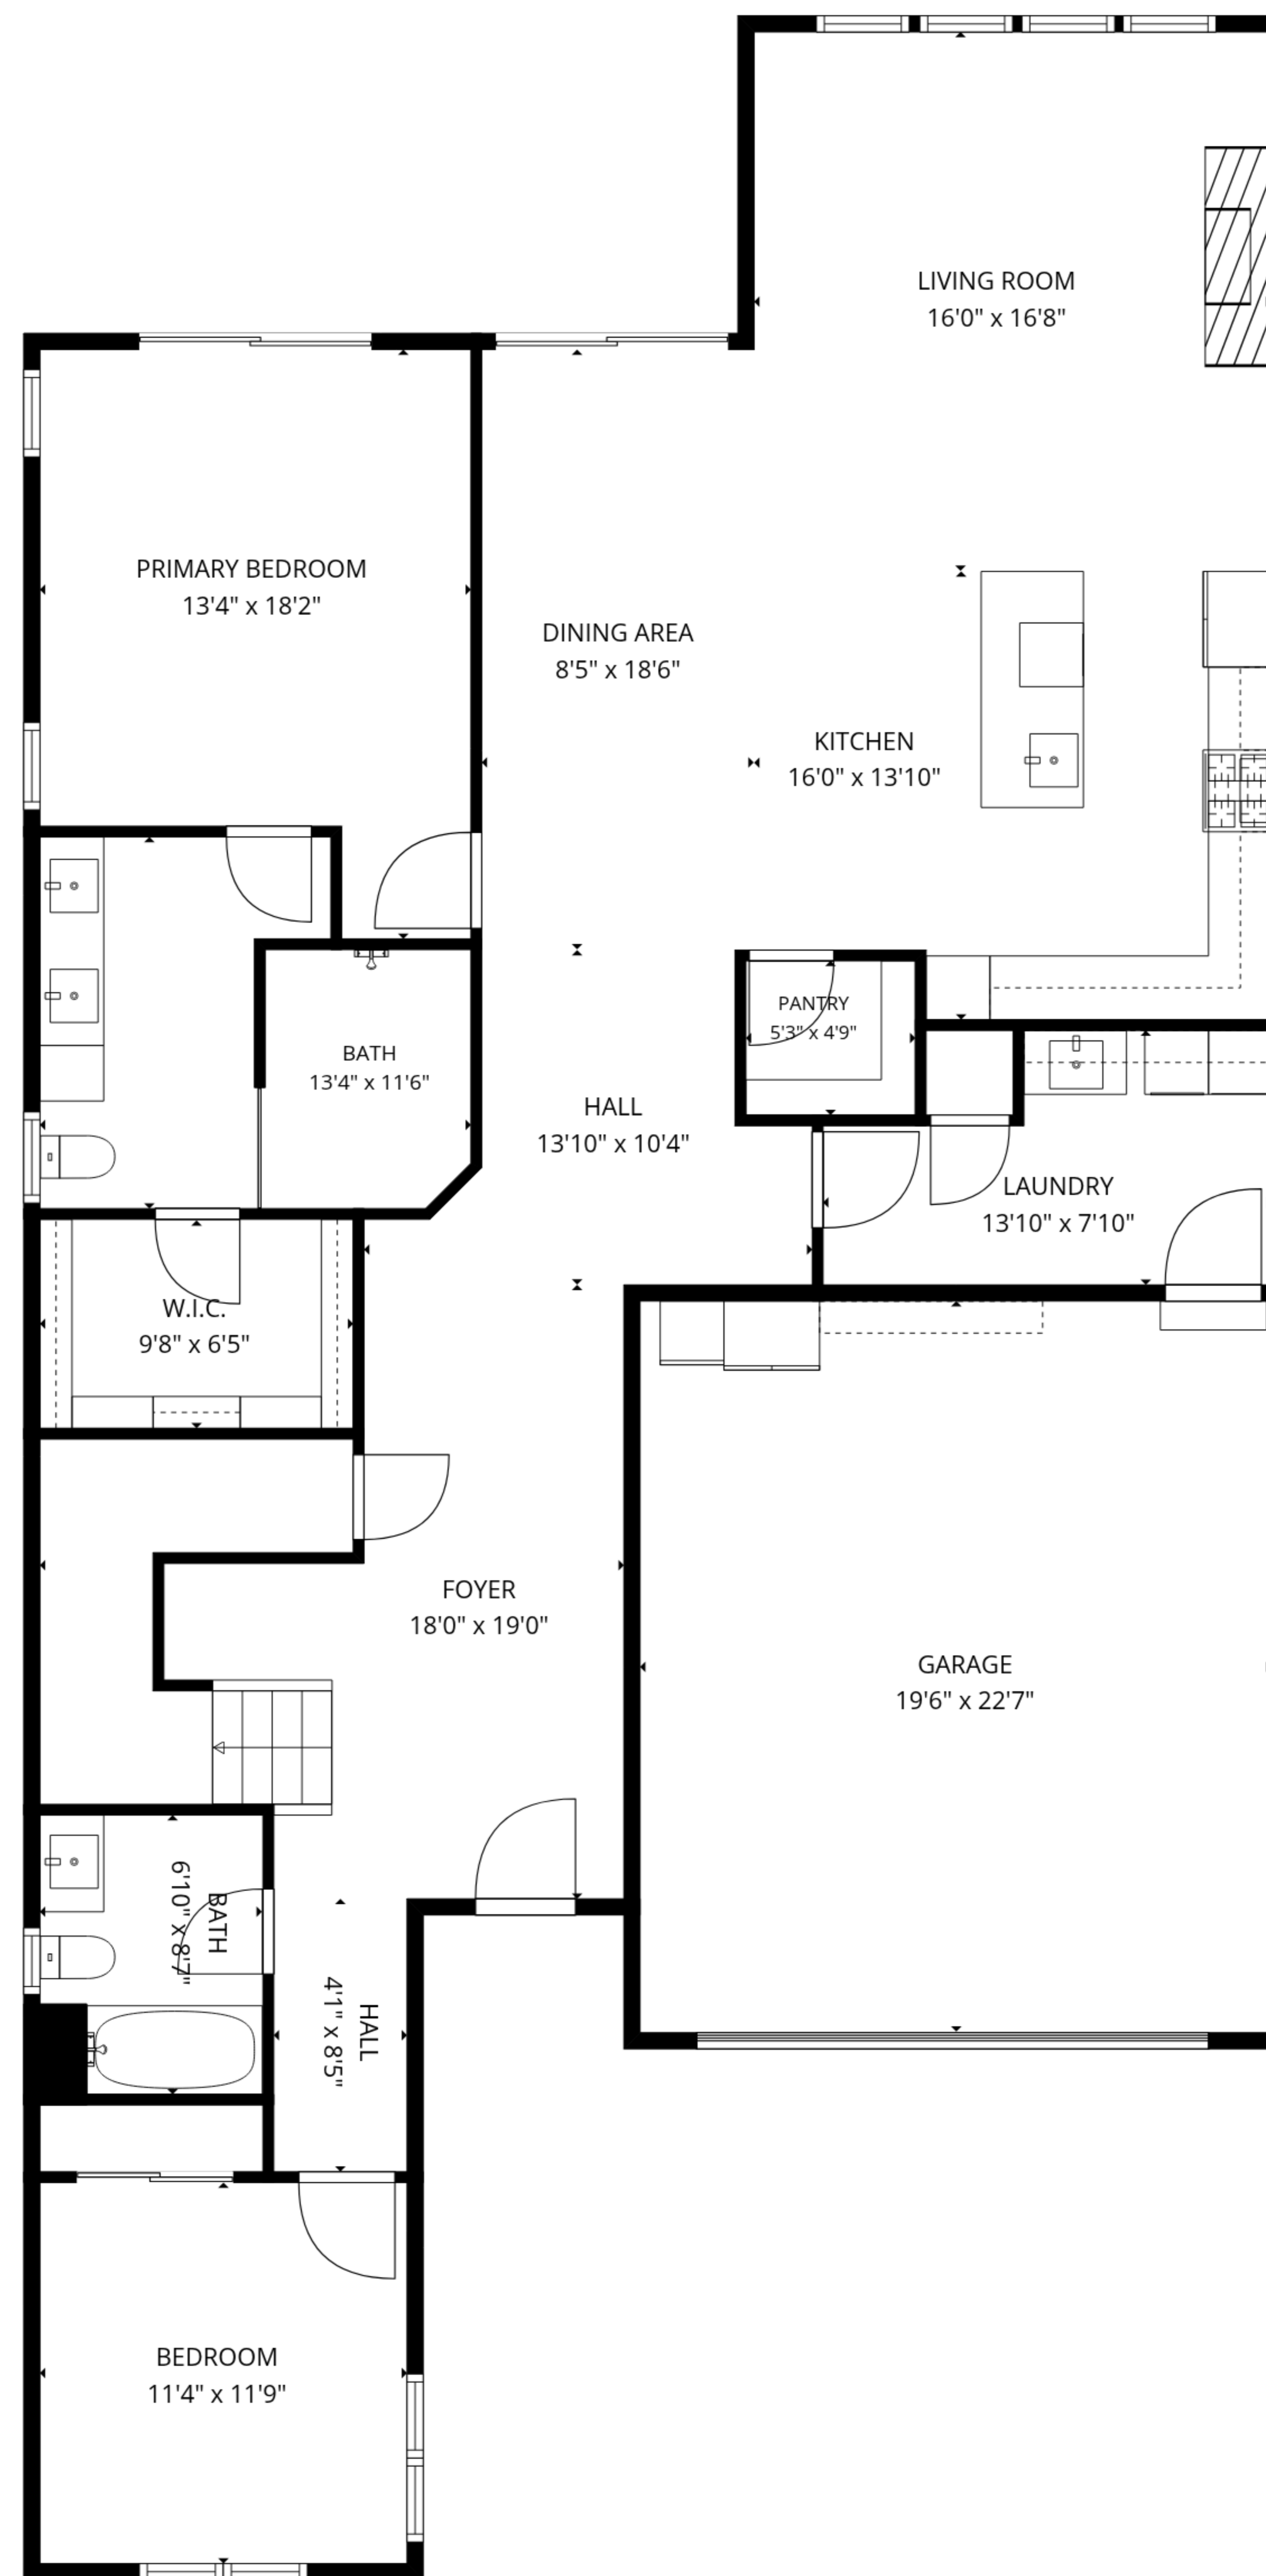 LIVING ROOM
16'0" x 16'8"
PRIMARY BEDROOM
13'4" x 18'2"
DINING AREA
8'5" x 18'6"
KITCHEN
16'0" x 13'10"
PANTRY
5'3" x 4'9"
BATH
13'4" x 11'6"
HALL
13'10" x 10'4"
LAUNDRY
13'10" x 7'10"
W.I.C.
9'8" x 6'5"
FOYER
18'0" x 19'0"
GARAGE
19'6" x 22'7"
BATH
6'10" x 8'7"
HALL
4'1" x 8'5"
BEDROOM
11'4" x 11'9"